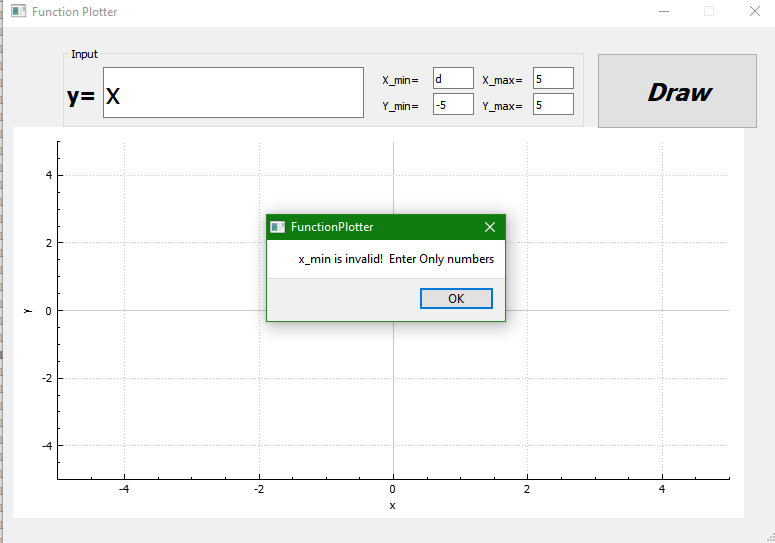 Function Plotter
Input
y= x
X_min= d X_max= 5
Y_min= -5 Y_max= 5
Draw
FunctionPlotter
x_min is invalid!  Enter Only numbers
OK
4
2
0
-2
-4
y
-4 -2 0 2 4
x